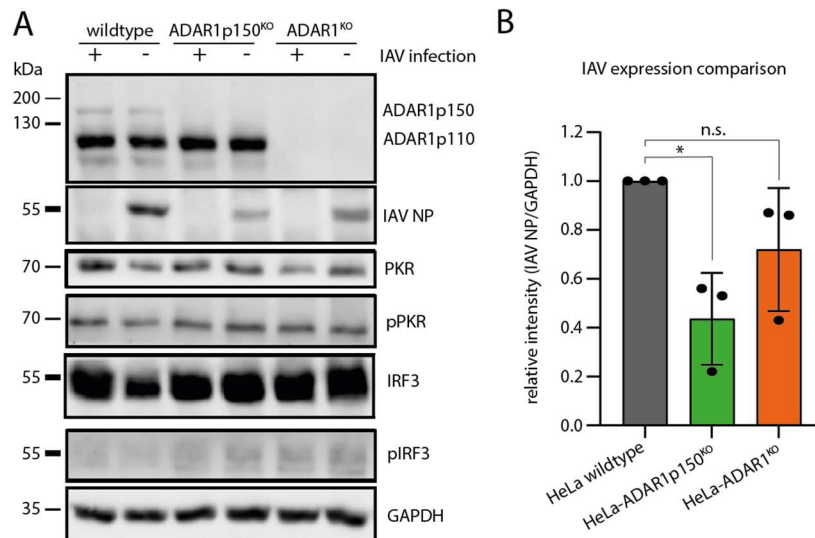 A
wildtype ADAR1p150KO ADAR1KO
+ - + - + - IAV infection
kDa
200
130
ADAR1p150
ADAR1p110
55
IAV NP
70
PKR
70
pPKR
55
IRF3
55
pIRF3
35
GAPDH
B
IAV expression comparison
n.s.
*
1.2
1.0
0.8
0.6
0.4
0.2
0.0
relative intensity (IAV NP/GAPDH)
HeLa wildtype
HeLa-ADAR1p150KO
HeLa-ADAR1KO